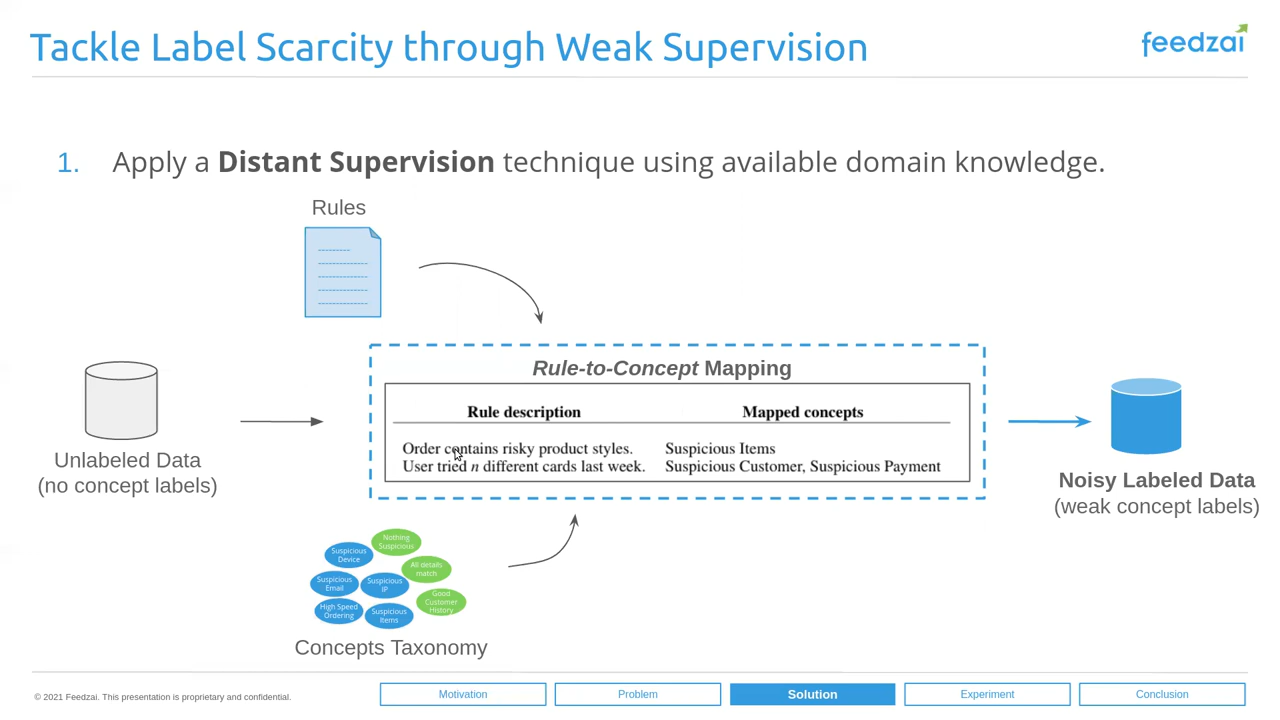 Tackle Label Scarcity through Weak Supervision
feedzai
1. Apply a Distant Supervision technique using available domain knowledge.
Rules
Rule-to-Concept Mapping
Rule description Mapped concepts
Order contains risky product styles. Suspicious Items
User tried n different cards last week. Suspicious Customer, Suspicious Payment
Unlabeled Data
(no concept labels)
Noisy Labeled Data
(weak concept labels)
Nothing
Suspicious
Suspicious
Device
All details
match
Suspicious
Email
Suspicious
IP
Good
Customer
History
High Speed
Ordering
Suspicious
Items
Concepts Taxonomy
© 2021 Feedzai. This presentation is proprietary and confidential.
Motivation
Problem
Solution
Experiment
Conclusion